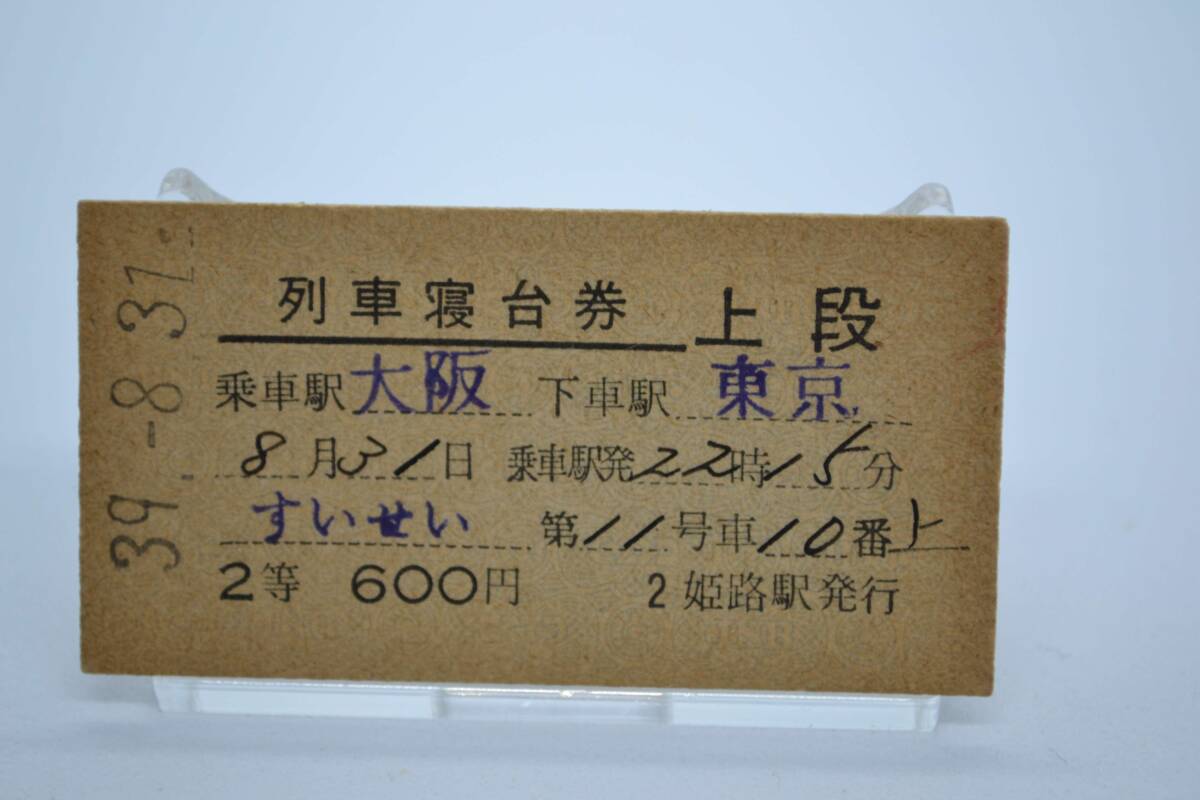 39.-8.31
列車寝台券 上段
乗車駅 大阪 下車駅 東京
8月31日 乗車駅発 22時15分
すいせい 第11号車10番上
2等 600円 2 姫路駅発行